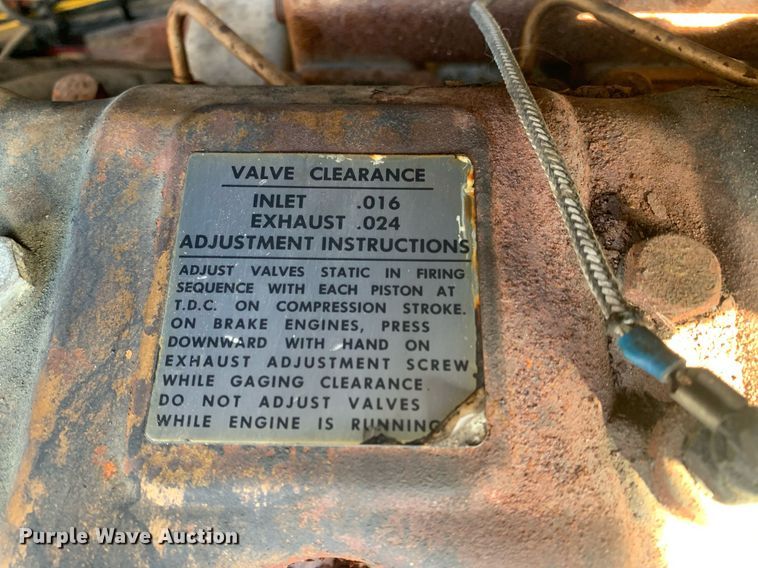 VALVE CLEARANCE
INLET .016
EXHAUST .024
ADJUSTMENT INSTRUCTIONS
ADJUST VALVES STATIC IN FIRING
SEQUENCE WITH EACH PISTON AT
T.D.C. ON COMPRESSION STROKE.
ON BRAKE ENGINES, PRESS
DOWNWARD WITH HAND ON
EXHAUST ADJUSTMENT SCREW
WHILE GAGING CLEARANCE.
DO NOT ADJUST VALVES
WHILE ENGINE IS RUNNING
Purple Wave Auction